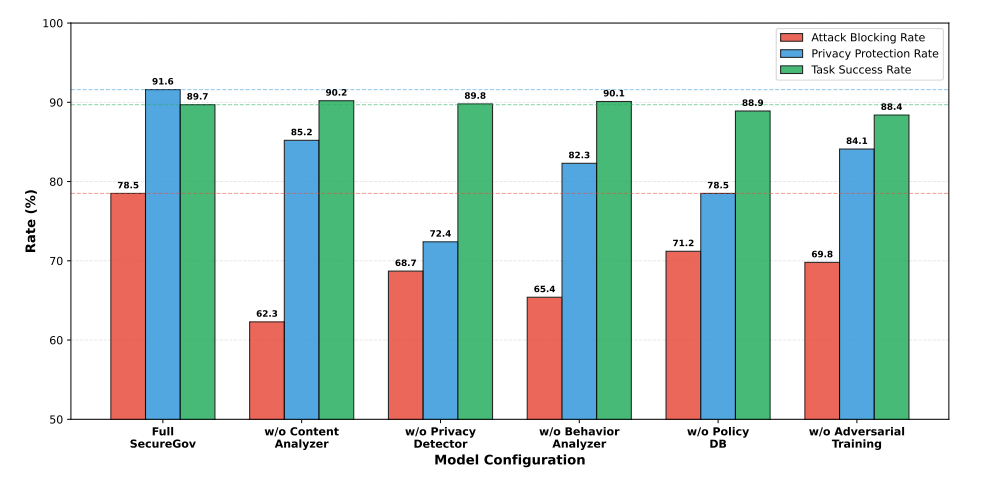 100
90
80
70
60
50
Rate (%)
Attack Blocking Rate
Privacy Protection Rate
Task Success Rate
78.5
91.6
89.7
62.3
85.2
90.2
68.7
72.4
89.8
65.4
82.3
90.1
71.2
78.5
88.9
69.8
84.1
88.4
Full
SecureGov
w/o Content
Analyzer
w/o Privacy
Detector
w/o Behavior
Analyzer
w/o Policy
DB
w/o Adversarial
Training
Model Configuration